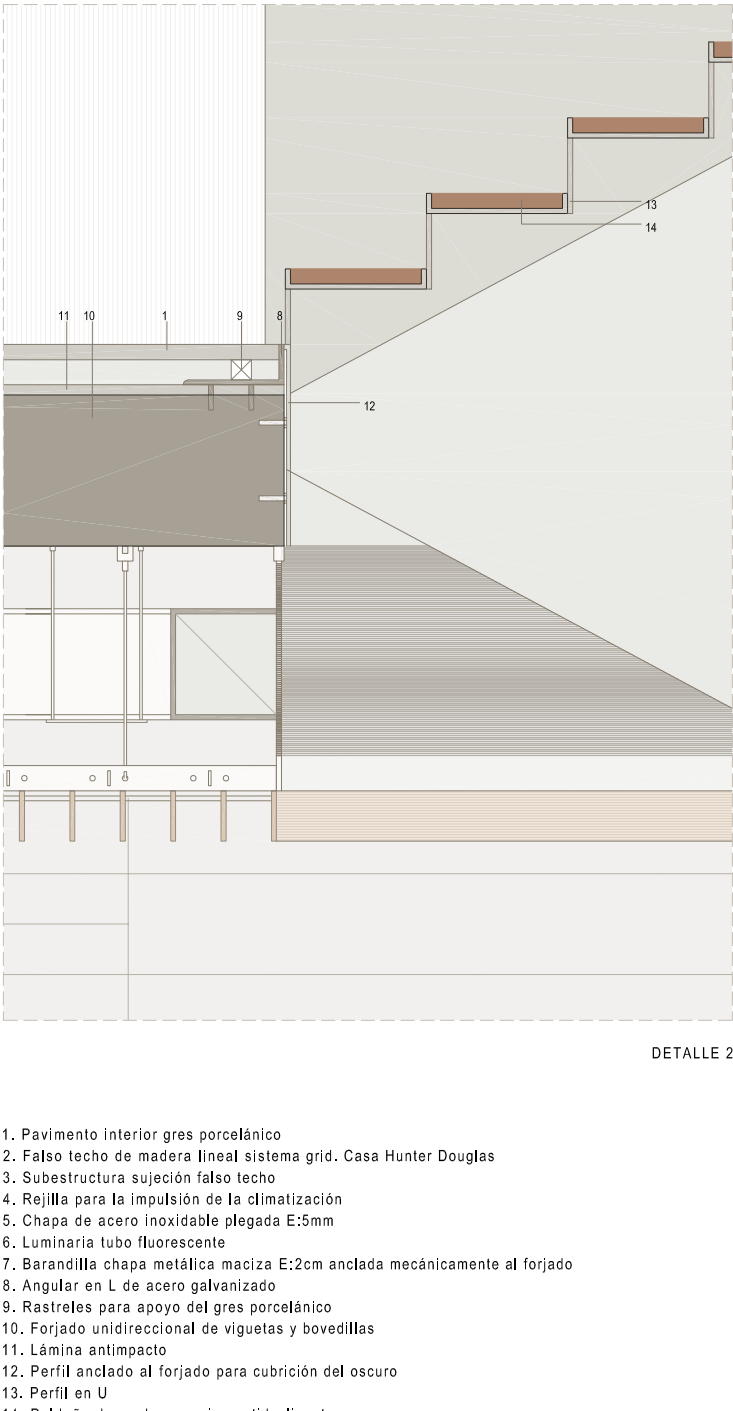 13
14
11 10 1 9 8
12
DETALLE 2
1. Pavimento interior gres porcelánico
2. Falso techo de madera lineal sistema grid. Casa Hunter Douglas
3. Subestructura sujeción falso techo
4. Rejilla para la impulsión de la climatización
5. Chapa de acero inoxidable plegada E:5mm
6. Luminaria tubo fluorescente
7. Barandilla chapa metálica maciza E:2cm anclada mecánicamente al forjado
8. Angular en L de acero galvanizado
9. Rastreles para apoyo del gres porcelánico
10. Forjado unidireccional de viguetas y bovedillas
11. Lámina antimpacto
12. Perfil anclado al forjado para cubrición del oscuro
13. Perfil en U